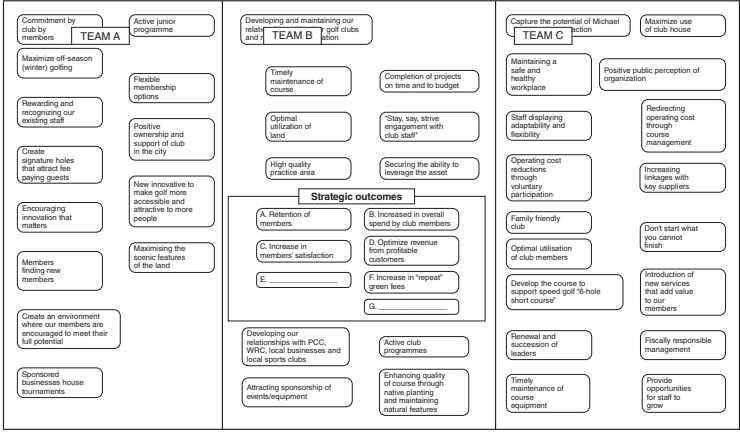 Commitment by
club by
members
Active junior
programme
TEAM A
Maximize off-season
(winter) golfing
Flexible
membership
options
Rewarding and
recognizing our
existing staff
Positive
ownership and
support of club
in the city
Create
signature holes
that attract fee
paying guests
New innovative to
make golf more
accessible and
attractive to more
people
Encouraging
innovation that
matters
Maximising the
scenic features
of the land
Members
finding new
members
Create an environment
where our members are
encouraged to meet their
full potential
Sponsored
businesses house
tournaments
Developing and maintaining our
golf clubs
TEAM B
Timely
maintenance of
course
Completion of projects
on time and to budget
Optimal
utilization of
land
"Stay, say, strive
engagement with
club staff"
High quality
practice area
Securing the ability to
leverage the asset
Strategic outcomes
A. Retention of
members
B. Increased in overall
spend by club members
C. Increase in
members' satisfaction
D. Optimize revenue
from profitable
customers
E. ________________
F. Increase in "repeat"
green fees
G. ________________
Developing our
relationships with PCC,
WRC, local businesses and
local sports clubs
Active club
programmes
Attracting sponsorship of
events/equipment
Enhancing quality
of course through
native planting
and maintaining
natural features
Capture the potential of Michael
TEAM C
Maximize use
of club house
Maintaining a
safe and
healthy
workplace
Positive public perception of
organization
Staff displaying
adaptability and
flexibility
Redirecting
operating cost
through
course
management
Operating cost
reductions
through
voluntary
participation
Increasing
linkages with
key suppliers
Family friendly
club
Don't start what
you cannot
finish
Optimal utilisation
of club members
Develop the course to
support speed golf "6-hole
short course"
Introduction of
new services
that add value
to our
members
Renewal and
succession of
leaders
Fiscally responsible
management
Timely
maintenance of
course
equipment
Provide
opportunities
for staff to
grow